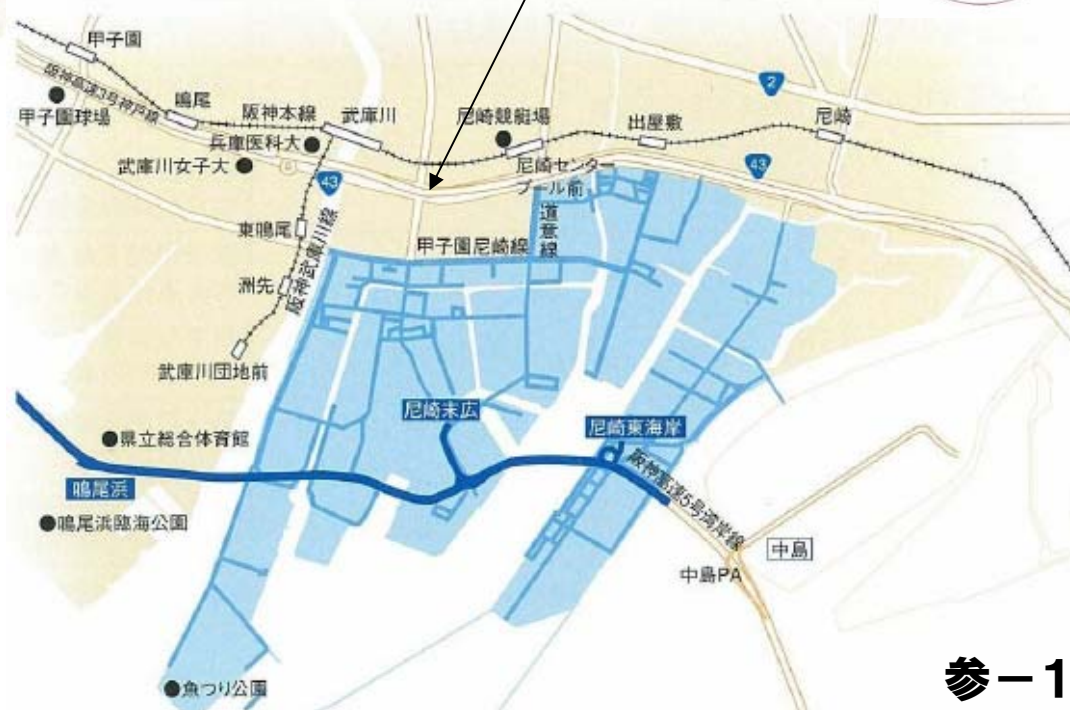 甲子園
阪神高速3号神戸線
甲子園球場
鳴尾
阪神本線
武庫川
兵庫医科大
武庫川女子大
尼崎競艇場
出屋敷
尼崎
2
43
43
尼崎センター
プール前
道意線
東鳴尾
阪神武庫川線
甲子園尼崎線
洲先
武庫川団地前
尼崎末広
尼崎東海岸
県立総合体育館
阪神高速5号湾岸線
鳴尾浜
鳴尾浜臨海公園
中島
中島PA
魚つり公園
参－1